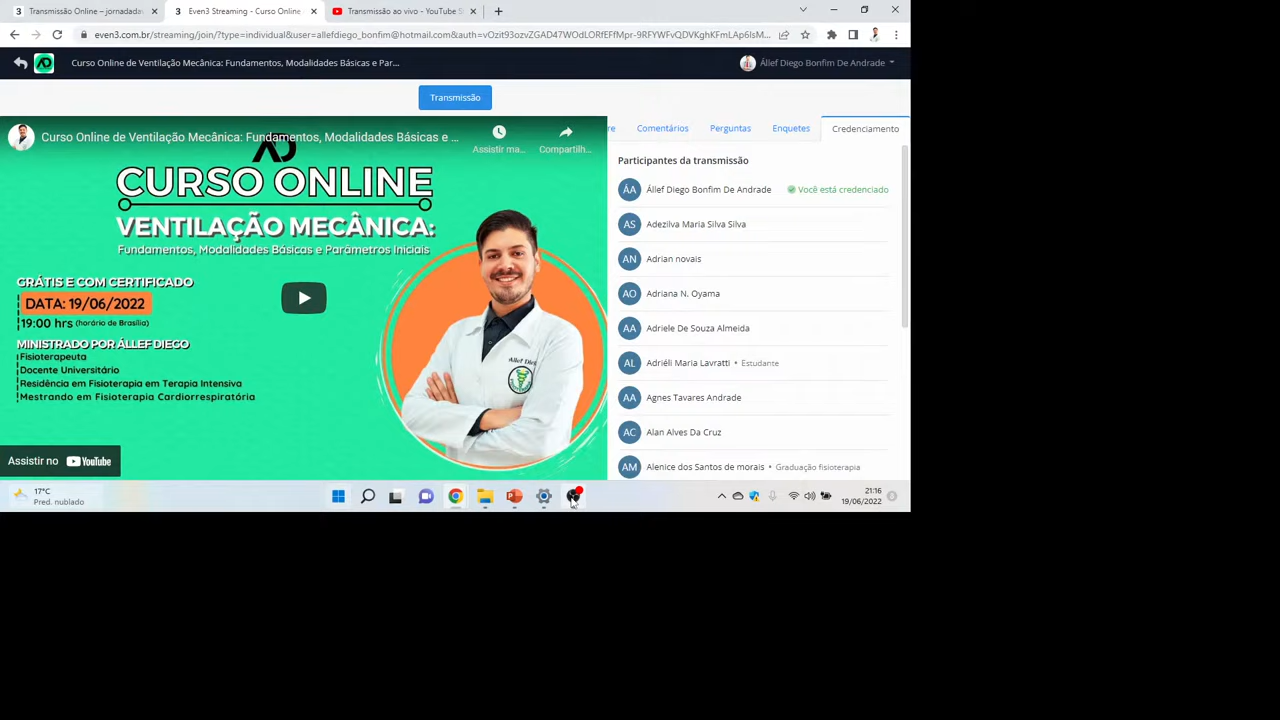 3 Transmissão Online – jornadadav
3 Even3 Streaming - Curso Online
Transmissão ao vivo - YouTube S
even3.com.br/streaming/join/?type=individual&user=allefdiego_bonfim@hotmail.com&auth=vOzit93ozvZGAD47WOdLORfEFfMpr-9RFYWFvQDVKghKFmLAp6IsM...
Curso Online de Ventilação Mecânica: Fundamentos, Modalidades Básicas e Par...
Állef Diego Bonfim De Andrade
Transmissão
re Comentários Perguntas Enquetes Credenciamento
Curso Online de Ventilação Mecânica: Fundamentos, Modalidades Básicas e ...
Assistir ma... Compartilh...
AD
CURSO ONLINE
VENTILAÇÃO MECÂNICA:
Fundamentos, Modalidades Básicas e Parâmetros Iniciais
GRÁTIS E COM CERTIFICADO
DATA: 19/06/2022
19:00 hrs (horário de Brasília)
MINISTRADO POR ÁLLEF DIEGO
Fisioterapeuta
Docente Universitário
Residência em Fisioterapia em Terapia Intensiva
Mestrando em Fisioterapia Cardiorrespiratória
Állef Die
Assistir no YouTube
Participantes da transmissão
ÁA Állef Diego Bonfim De Andrade Você está credenciado
AS Adezilva Maria Silva Silva
AN Adrian novais
AO Adriana N. Oyama
AA Adriele De Souza Almeida
AL Adriéli Maria Lavratti • Estudante
AA Agnes Tavares Andrade
AC Alan Alves Da Cruz
AM Alenice dos Santos de morais • Graduação fisioterapia
17°C
Pred. nublado
21:16
19/06/2022